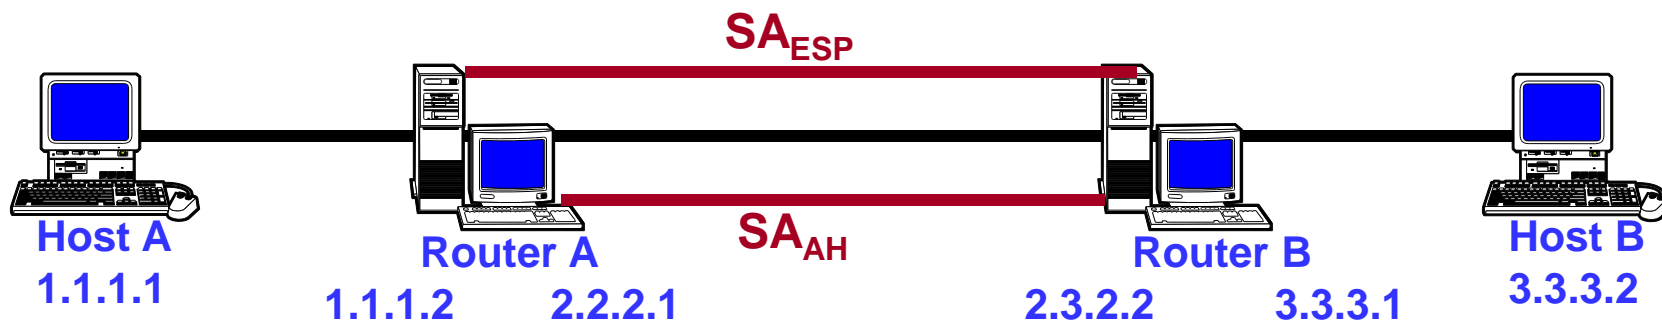 SAESP
SAAH
Host A
1.1.1.1
Router A
1.1.1.2 2.2.2.1
Router B
2.3.2.2 3.3.3.1
Host B
3.3.3.2